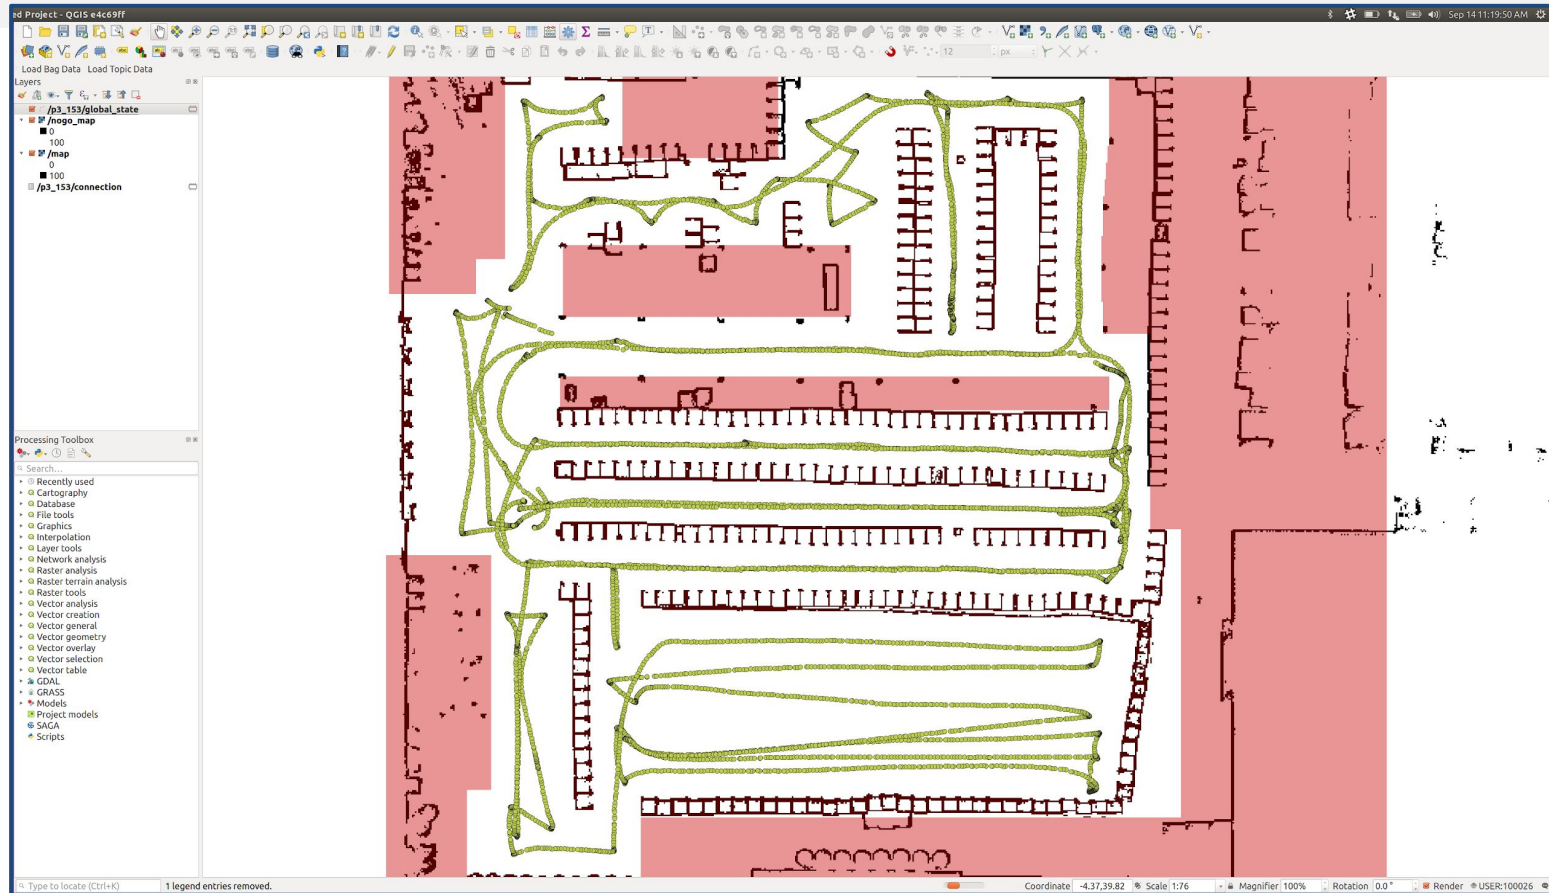 ed Project - QGIS e4c69ff
Sep 14 11:19:50 AM
12
px
Load Bag Data Load Topic Data
Layers
/p3_153/global_state
/nogo_map
0
100
/map
0
100
/p3_153/connection
Processing Toolbox
Search...
Recently used
Cartography
Database
File tools
Graphics
Interpolation
Layer tools
Network analysis
Raster analysis
Raster terrain analysis
Raster tools
Vector analysis
Vector creation
Vector general
Vector geometry
Vector overlay
Vector selection
Vector table
GDAL
GRASS
Models
Project models
SAGA
Scripts
Type to locate (Ctrl+K) 1 legend entries removed. Coordinate -4.37,39.82 Scale 1:76 Magnifier 100% Rotation 0.0° Render USER:100026